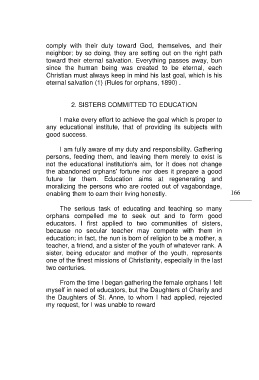 comply with their duty toward God, themselves, and their
neighbor; by so doing, they are setting out on the right path
toward their eternal salvation. Everything passes away, bun
since the human being was created to be eternal, each
Christian must always keep in mind his last goal, which is his
eternal salvation (1) (Rules for orphans, 1890) .
2. SISTERS COMMITTED TO EDUCATION
I make every effort to achieve the goal which is proper to
any educational institute, that of providing its subjects with
good success.
I am fully aware of my duty and responsibility. Gathering
persons, feeding them, and leaving them merely to exist is
not the educational institution's aim, for it does not change
the abandoned orphans' fortune nor does it prepare a good
future far them. Education aims at regenerating and
moralizing the persons who are rooted out of vagabondage,
enabling them to earn their living honestly.
166
The serious task of educating and teaching so many
orphans compelled me to seek out and to form good
educators. I first applied to two communities of sisters,
because no secular teacher may compete with them in
education; in fact, the nun is born of religion to be a mother, a
teacher, a friend, and a sister of the youth of whatever rank. A
sister, being educator and mother of the youth, represents
one of the finest missions of Christianity, especially in the last
two centuries.
From the time I began gathering the female orphans I felt
myself in need of educators, but the Daughters of Charity and
the Daughters of St. Anne, to whom I had applied, rejected
my request, for I was unable to reward